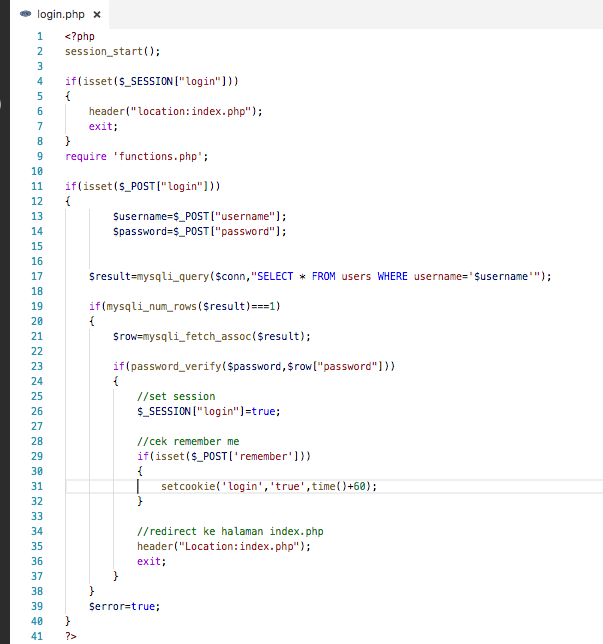 login.php ×
1 <?php
2 session_start();
3
4 if(isset($_SESSION["login"]))
5 {
6     header("location:index.php");
7     exit;
8 }
9 require 'functions.php';
10
11 if(isset($_POST["login"]))
12 {
13         $username=$_POST["username"];
14         $password=$_POST["password"];
15
16
17     $result=mysqli_query($conn,"SELECT * FROM users WHERE username='$username'");
18
19     if(mysqli_num_rows($result)===1)
20     {
21         $row=mysqli_fetch_assoc($result);
22
23         if(password_verify($password,$row["password"]))
24         {
25             //set session
26             $_SESSION["login"]=true;
27
28             //cek remember me
29             if(isset($_POST['remember']))
30             {
31                 setcookie('login','true',time()+60);
32             }
33
34             //redirect ke halaman index.php
35             header("Location:index.php");
36             exit;
37         }
38     }
39     $error=true;
40 }
41 ?>